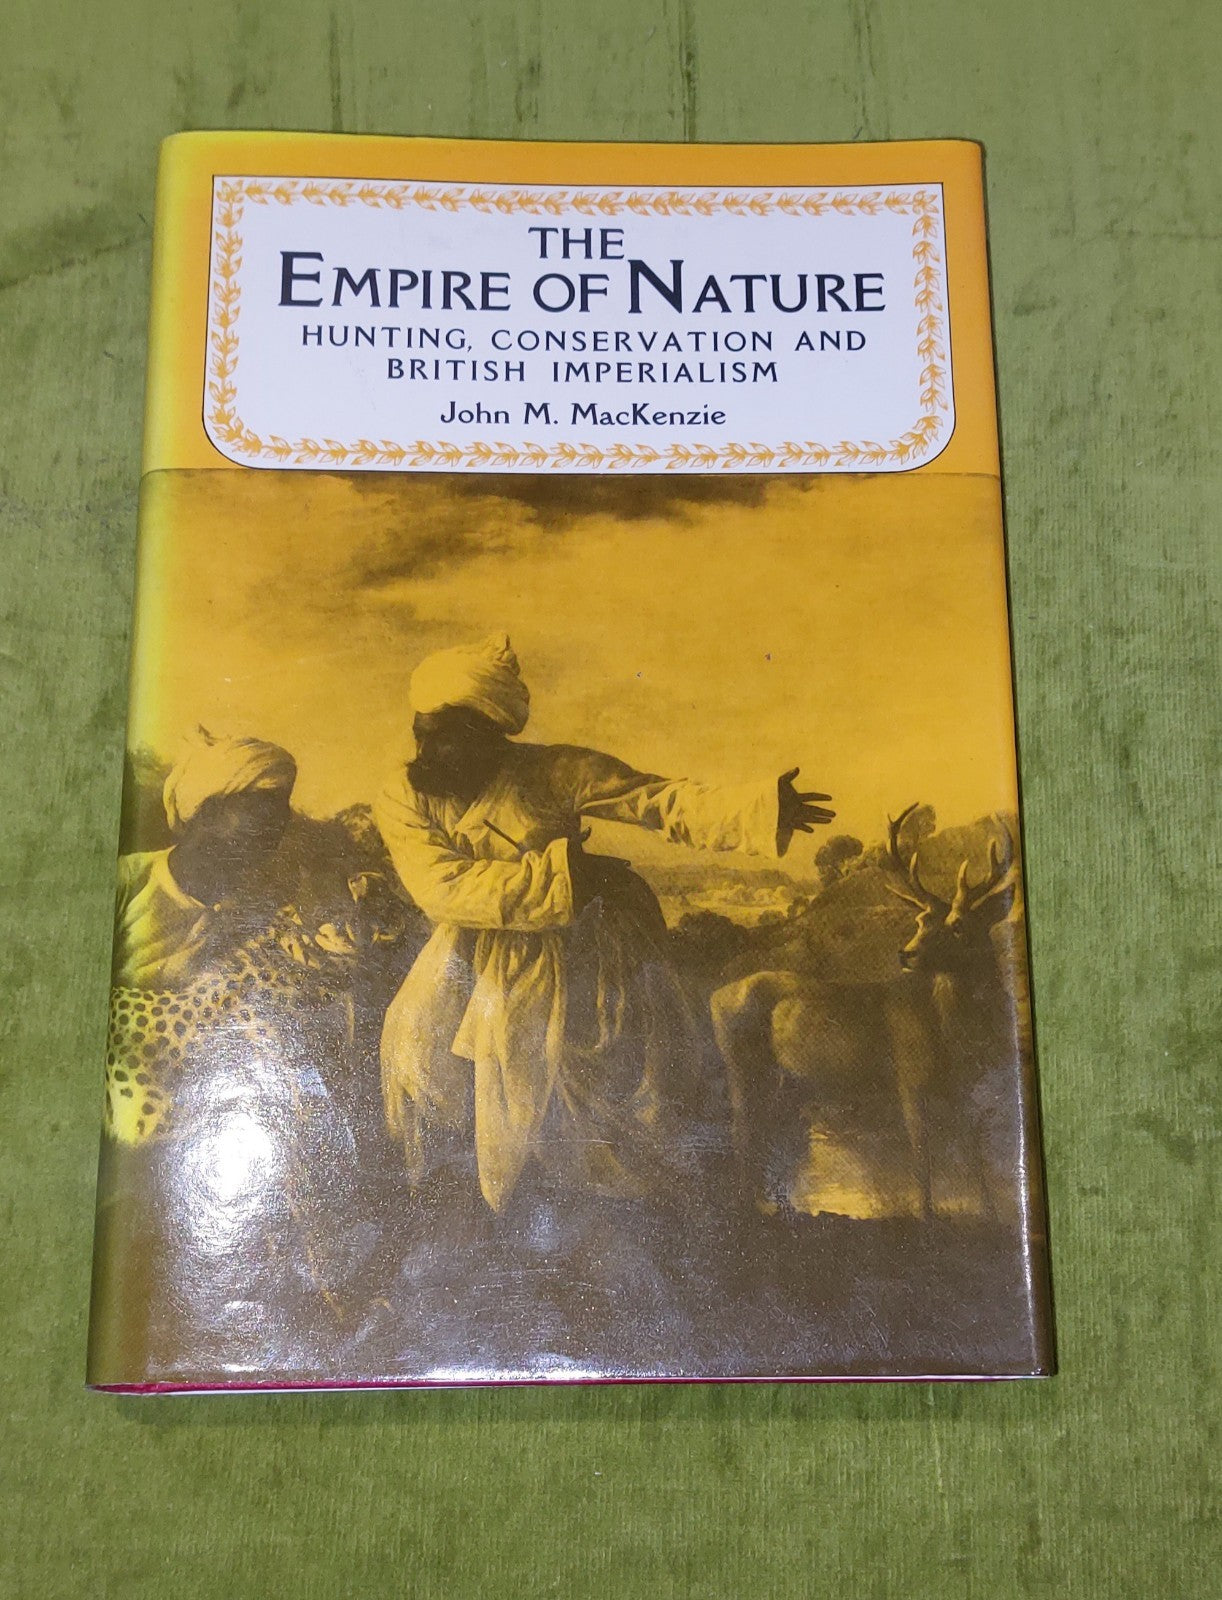 THE
EMPIRE OF NATURE
HUNTING, CONSERVATION AND
BRITISH IMPERIALISM
John M. MacKenzie